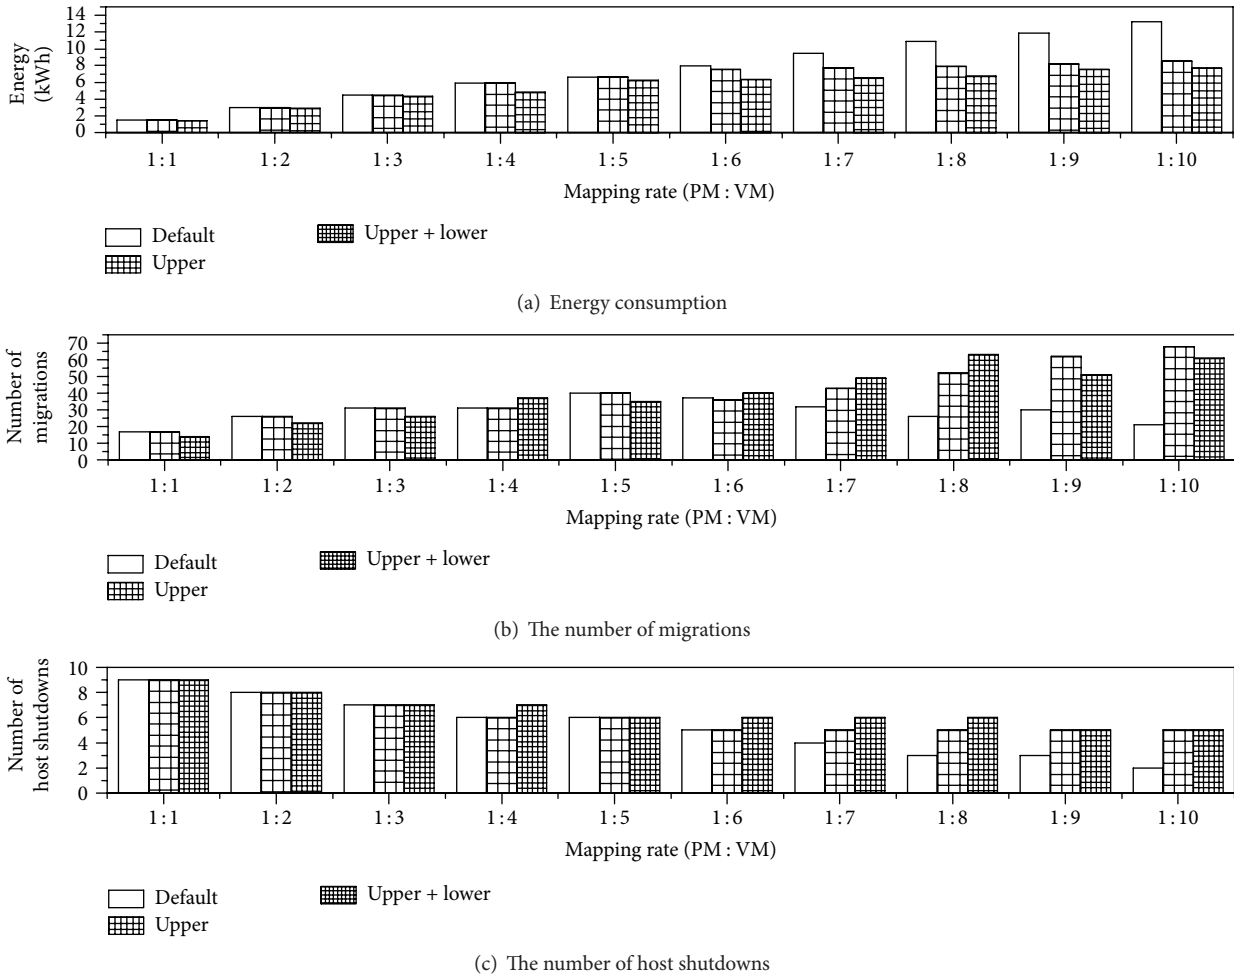 Energy
(kWh)
14
12
10
8
6
4
2
0
1 : 1 1 : 2 1 : 3 1 : 4 1 : 5 1 : 6 1 : 7 1 : 8 1 : 9 1 : 10
Mapping rate (PM : VM)
Default
Upper
Upper + lower
(a) Energy consumption
Number of
migrations
70
60
50
40
30
20
10
0
1 : 1 1 : 2 1 : 3 1 : 4 1 : 5 1 : 6 1 : 7 1 : 8 1 : 9 1 : 10
Mapping rate (PM : VM)
Default
Upper
Upper + lower
(b) The number of migrations
Number of
host shutdowns
10
8
6
4
2
0
1 : 1 1 : 2 1 : 3 1 : 4 1 : 5 1 : 6 1 : 7 1 : 8 1 : 9 1 : 10
Mapping rate (PM : VM)
Default
Upper
Upper + lower
(c) The number of host shutdowns